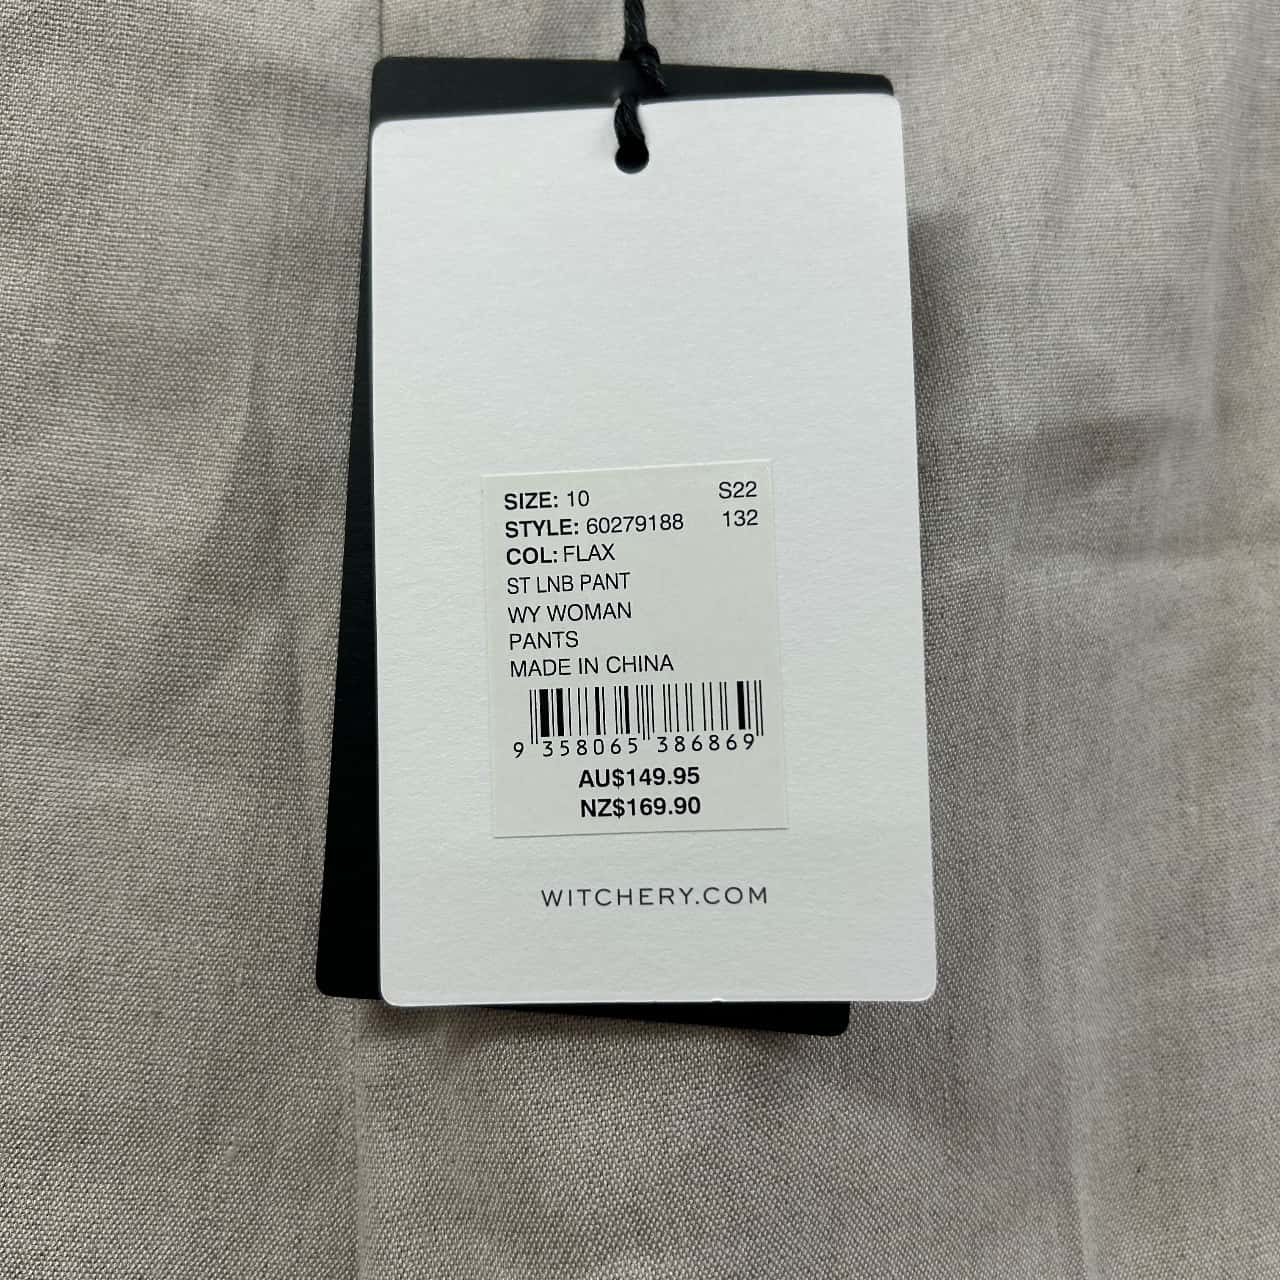 SIZE: 10 S22
STYLE: 60279188 132
COL: FLAX
ST LNB PANT
WY WOMAN
PANTS
MADE IN CHINA
9 358065 386869
AU$149.95
NZ$169.90
WITCHERY.COM